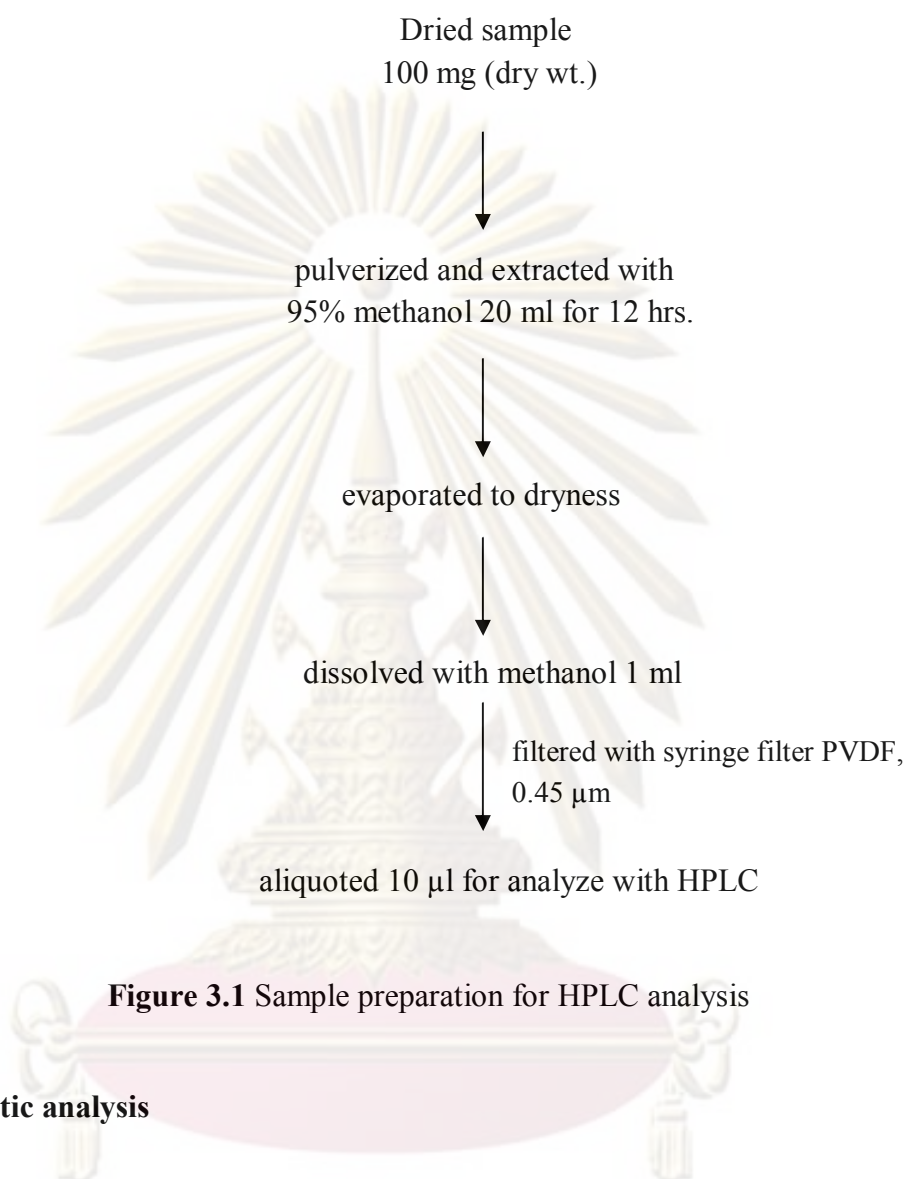 Dried sample
100 mg (dry wt.)
pulverized and extracted with
95% methanol 20 ml for 12 hrs.
evaporated to dryness
dissolved with methanol 1 ml
filtered with syringe filter PVDF,
0.45 µm
aliquoted 10 µl for analyze with HPLC
Figure 3.1 Sample preparation for HPLC analysis
tic analysis